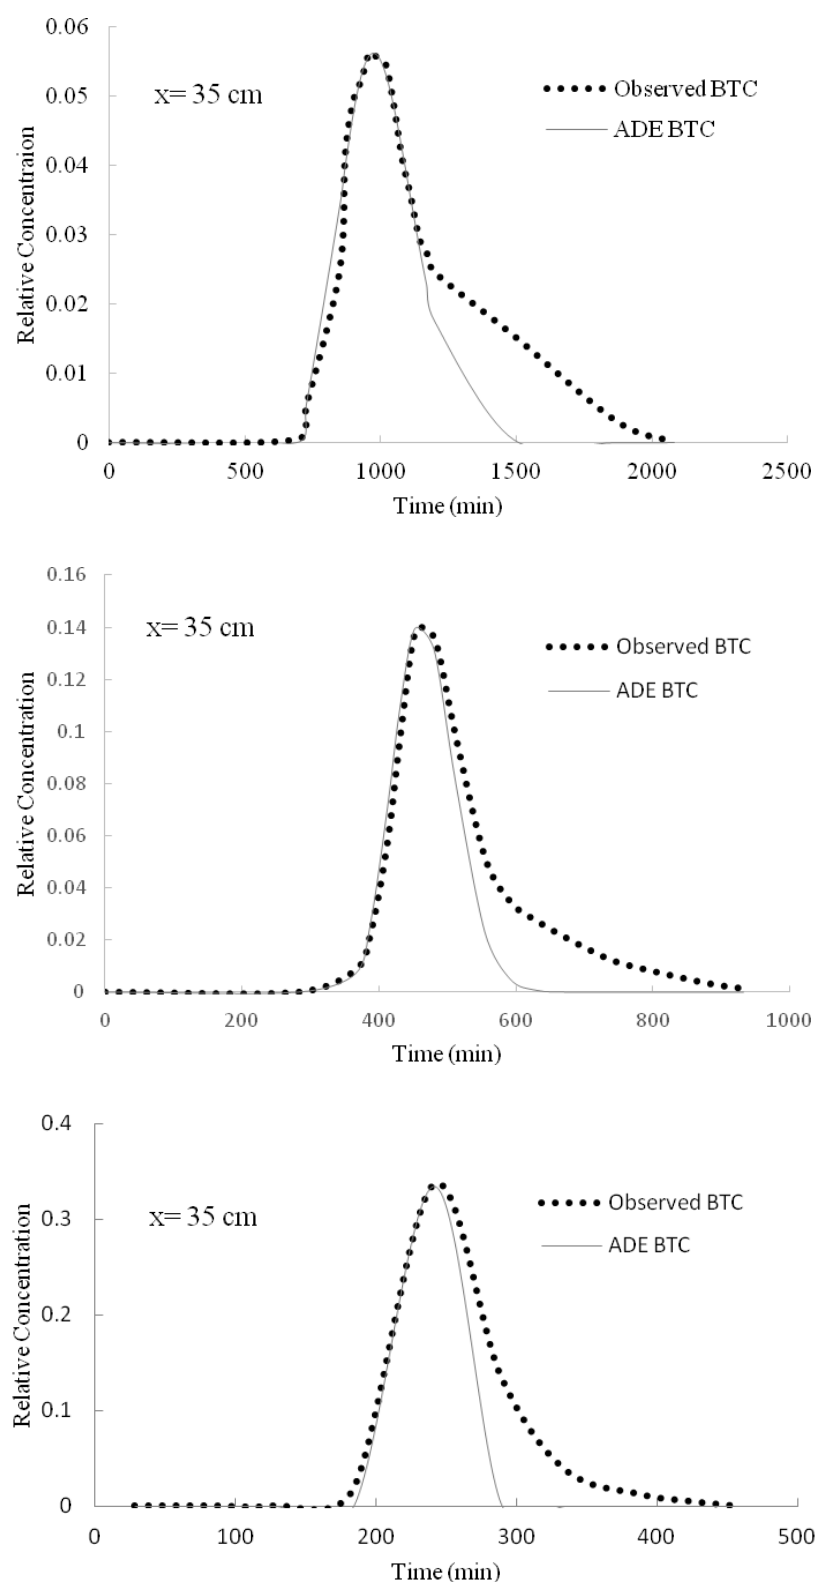 0.06
x= 35 cm
Observed BTC
0.05
ADE BTC
0.04
Relative Concentraion
0.03
0.02
0.01
0
0 500 1000 1500 2000 2500
Time (min)
0.16
x= 35 cm
0.14
Observed BTC
0.12
ADE BTC
0.1
Relative Concentration
0.08
0.06
0.04
0.02
0
0 200 400 600 800 1000
Time (min)
0.4
x= 35 cm
Observed BTC
0.3
ADE BTC
Relative Concentration
0.2
0.1
0
0 100 200 300 400 500
Time (min)